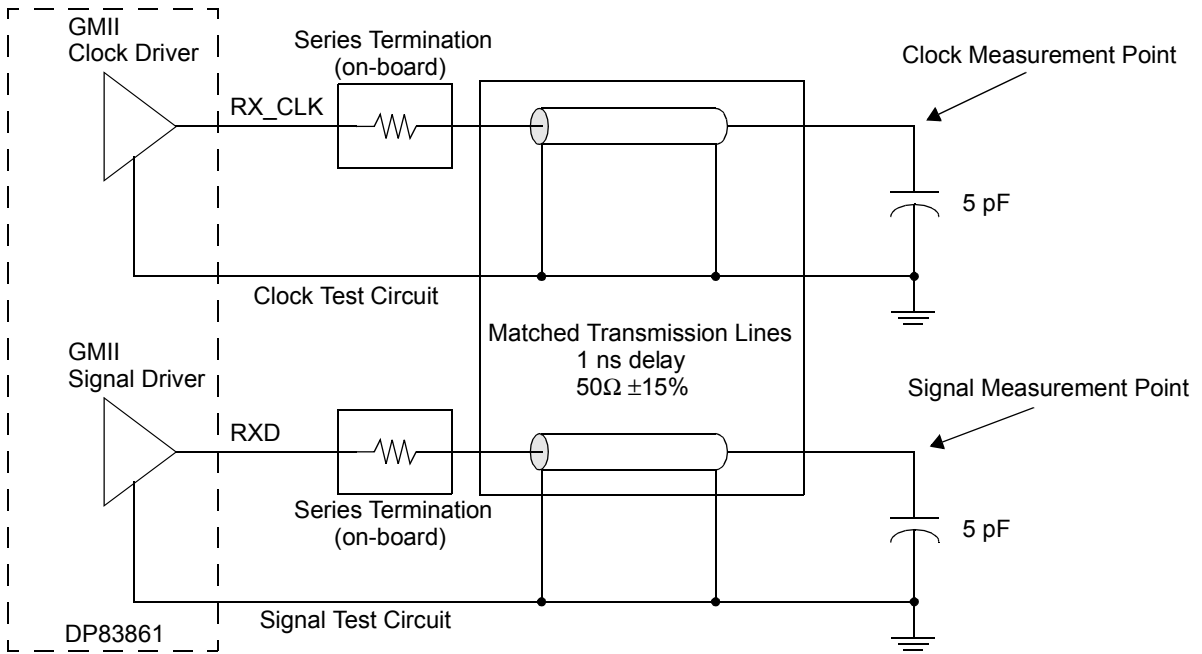 GMII
Clock Driver
Series Termination
(on-board)
Clock Measurement Point
RX_CLK
5 pF
Clock Test Circuit
Matched Transmission Lines
1 ns delay
50Ω ±15%
GMII
Signal Driver
Signal Measurement Point
RXD
Series Termination
(on-board)
5 pF
Signal Test Circuit
DP83861